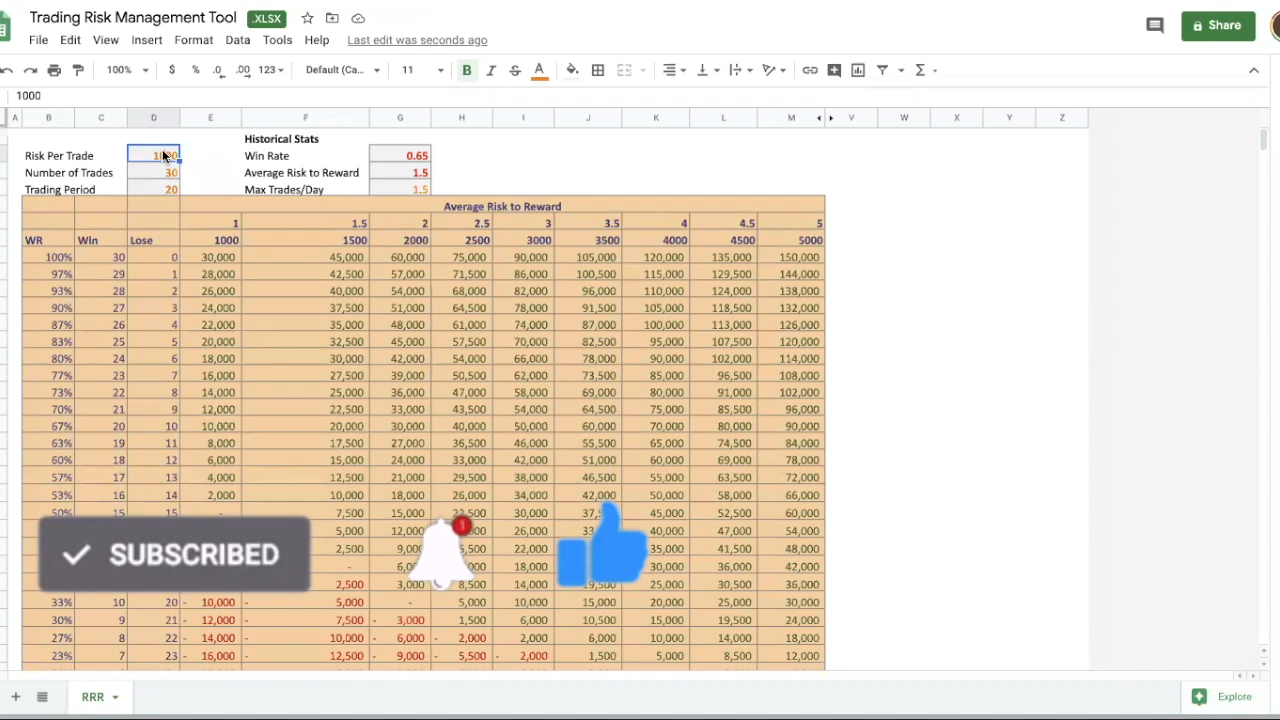 Trading Risk Management Tool .XLSX
File Edit View Insert Format Data Tools Help Last edit was seconds ago
Share
100% $ % .0 .00 123 Default (Ca... 11 B I S A Σ
1000
A B C D E F G H I J K L M V W X Y Z
Historical Stats
Risk Per Trade Win Rate 0.65
Number of Trades 30 Average Risk to Reward 1.5
Trading Period 20 Max Trades/Day 1.5
Average Risk to Reward
1 1.5 2 2.5 3 3.5 4 4.5 5
WR Win Lose 1000 1500 2000 2500 3000 3500 4000 4500 5000
100% 30 0 30,000 45,000 60,000 75,000 90,000 105,000 120,000 135,000 150,000
97% 29 1 28,000 42,500 57,000 71,500 86,000 100,500 115,000 129,500 144,000
93% 28 2 26,000 40,000 54,000 68,000 82,000 96,000 110,000 124,000 138,000
90% 27 3 24,000 37,500 51,000 64,500 78,000 91,500 105,000 118,500 132,000
87% 26 4 22,000 35,000 48,000 61,000 74,000 87,000 100,000 113,000 126,000
83% 25 5 20,000 32,500 45,000 57,500 70,000 82,500 95,000 107,500 120,000
80% 24 6 18,000 30,000 42,000 54,000 66,000 78,000 90,000 102,000 114,000
77% 23 7 16,000 27,500 39,000 50,500 62,000 73,500 85,000 96,500 108,000
73% 22 8 14,000 25,000 36,000 47,000 58,000 69,000 80,000 91,000 102,000
70% 21 9 12,000 22,500 33,000 43,500 54,000 64,500 75,000 85,500 96,000
67% 20 10 10,000 20,000 30,000 40,000 50,000 60,000 70,000 80,000 90,000
63% 19 11 8,000 17,500 27,000 36,500 46,000 55,500 65,000 74,500 84,000
60% 18 12 6,000 15,000 24,000 33,000 42,000 51,000 60,000 69,000 78,000
57% 17 13 4,000 12,500 21,000 29,500 38,000 46,500 55,000 63,500 72,000
53% 16 14 2,000 10,000 18,000 26,000 34,000 42,000 50,000 58,000 66,000
- 7,500 15,000 30,000 45,000 52,500 60,000
5,000 12,000 26,000 40,000 47,000 54,000
SUBSCRIBED 2,500 22,000 35,000 41,500 48,000
- 18,000 30,000 36,000 42,000
2,500 3,000 8,500 14,000 19,500 25,000 30,500 36,000
33% 10 20 - 10,000 - 5,000 - 5,000 10,000 15,000 20,000 25,000 30,000
30% 9 21 - 12,000 - 7,500 - 3,000 1,500 6,000 10,500 15,000 19,500 24,000
27% 8 22 - 14,000 - 10,000 - 6,000 - 2,000 2,000 6,000 10,000 14,000 18,000
23% 7 23 - 16,000 - 12,500 - 9,000 - 5,500 - 2,000 1,500 5,000 8,500 12,000
RRR Explore